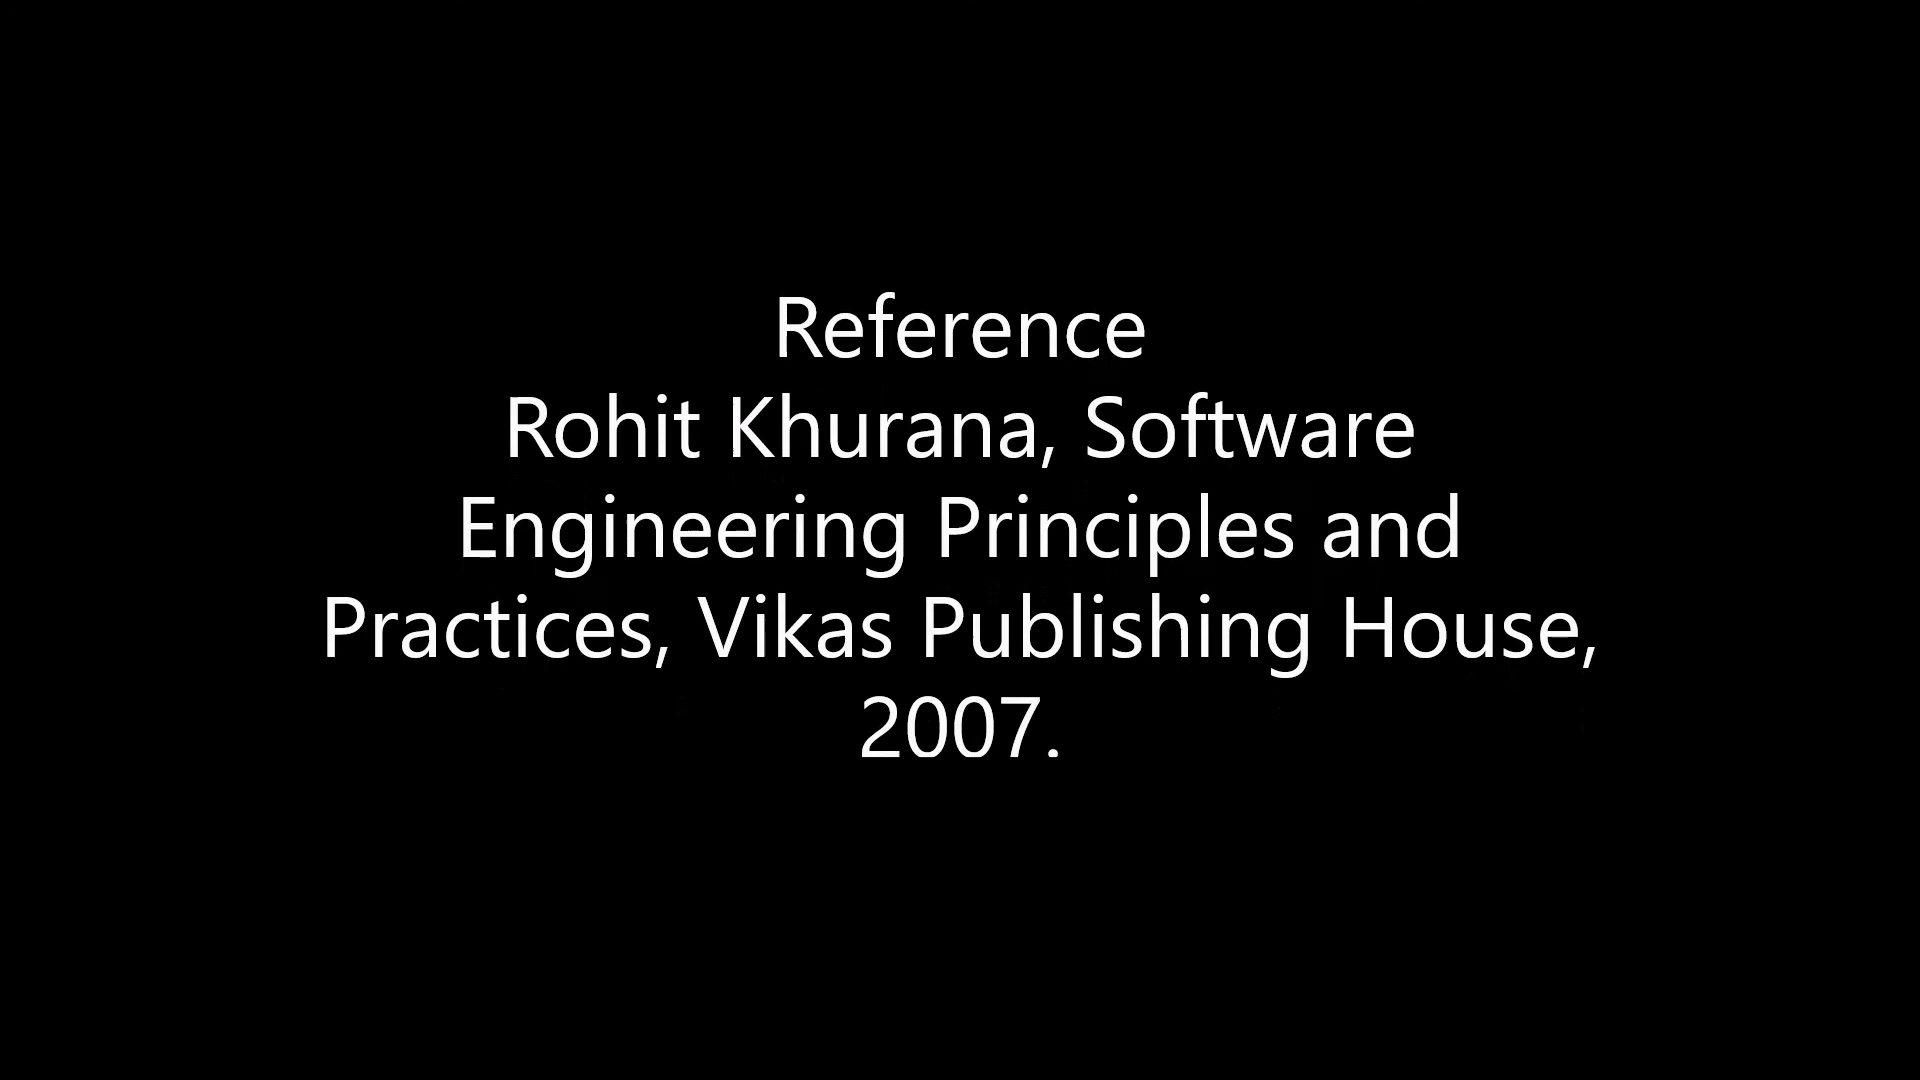 Reference
Rohit Khurana, Software
Engineering Principles and
Practices, Vikas Publishing House,
2007.